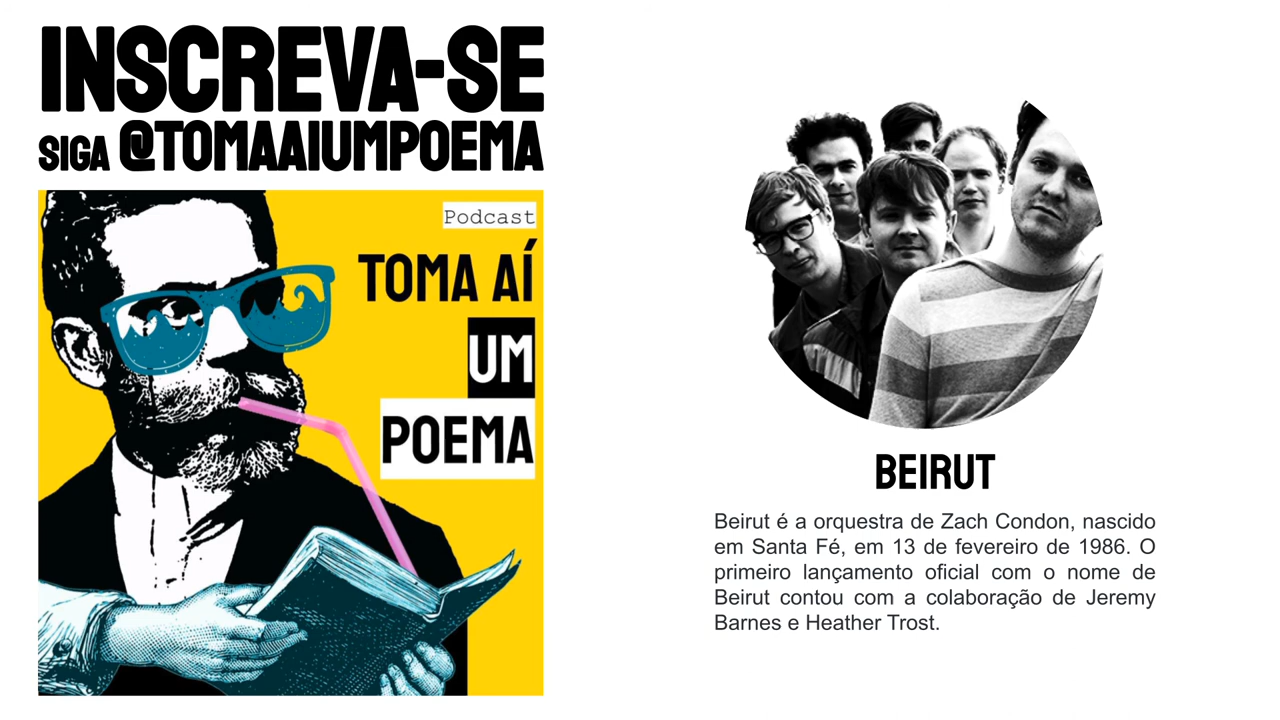 INSCREVA-SE
SIGA @TOMAAIUMPOEMA
Podcast
TOMA AÍ
UM
POEMA
BEIRUT
Beirut é a orquestra de Zach Condon, nascido
em Santa Fé, em 13 de fevereiro de 1986. O
primeiro lançamento oficial com o nome de
Beirut contou com a colaboração de Jeremy
Barnes e Heather Trost.